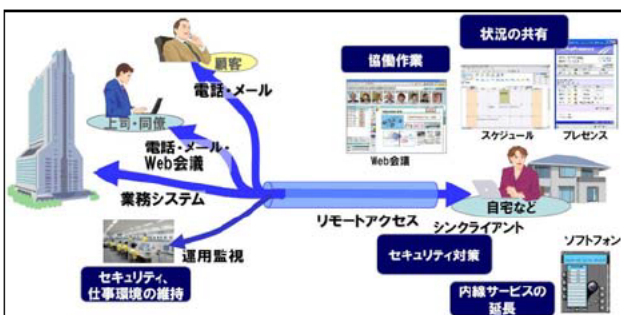 顧客
電話・メール
上司・同僚
電話・メール・
Web会議
業務システム
運用監視
セキュリティ、
仕事環境の維持
協働作業
Web会議
状況の共有
スケジュール
プレゼンス
リモートアクセス
自宅など
シンクライアント
セキュリティ対策
ソフトフォン
内線サービスの
延長